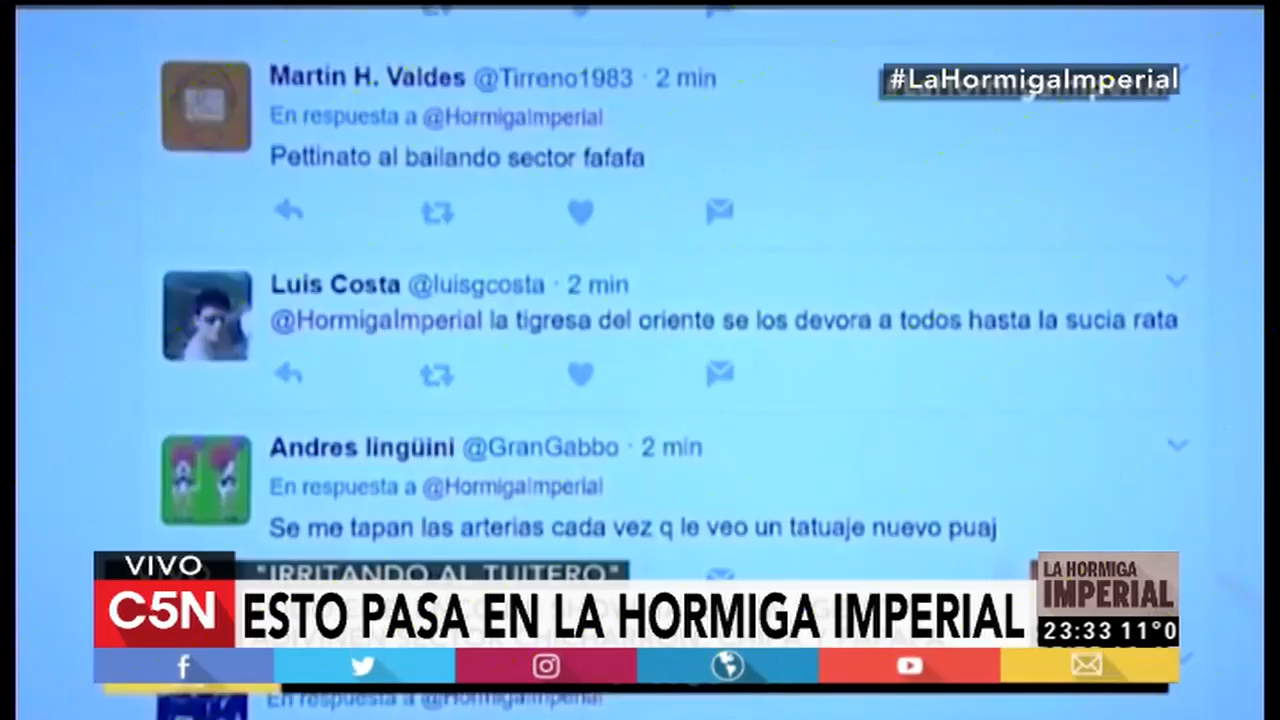 Martin H. Valdes @Tirreno1983 · 2 min
#LaHormigaImperial
En respuesta a @HormigaImperial
Pettinato al bailando sector fafafa
Luis Costa @luisgcosta · 2 min
@HormigaImperial la tigresa del oriente se los devora a todos hasta la sucia rata
Andres lingüini @GranGabbo · 2 min
En respuesta a @HormigaImperial
Se me tapan las arterias cada vez q le veo un tatuaje nuevo puaj
VIVO
"IRRITANDO AL TUITERO"
C5N
ESTO PASA EN LA HORMIGA IMPERIAL
LA HORMIGA
IMPERIAL
23:33 11°0
En respuesta a @HormigaImperial